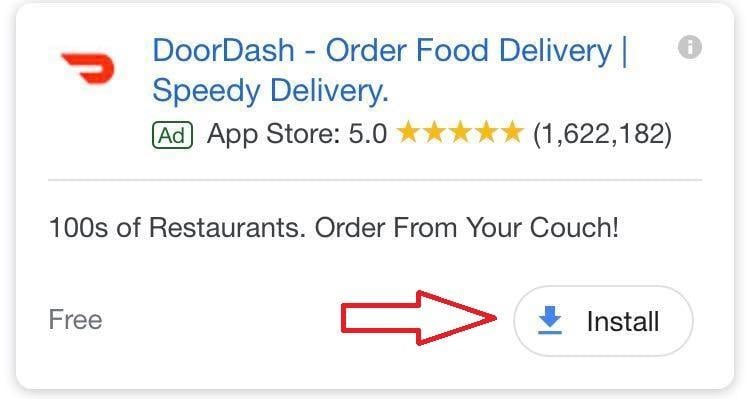 DoorDash - Order Food Delivery |
Speedy Delivery.
Ad App Store: 5.0 ★★★★★ (1,622,182)
100s of Restaurants. Order From Your Couch!
Free
Install